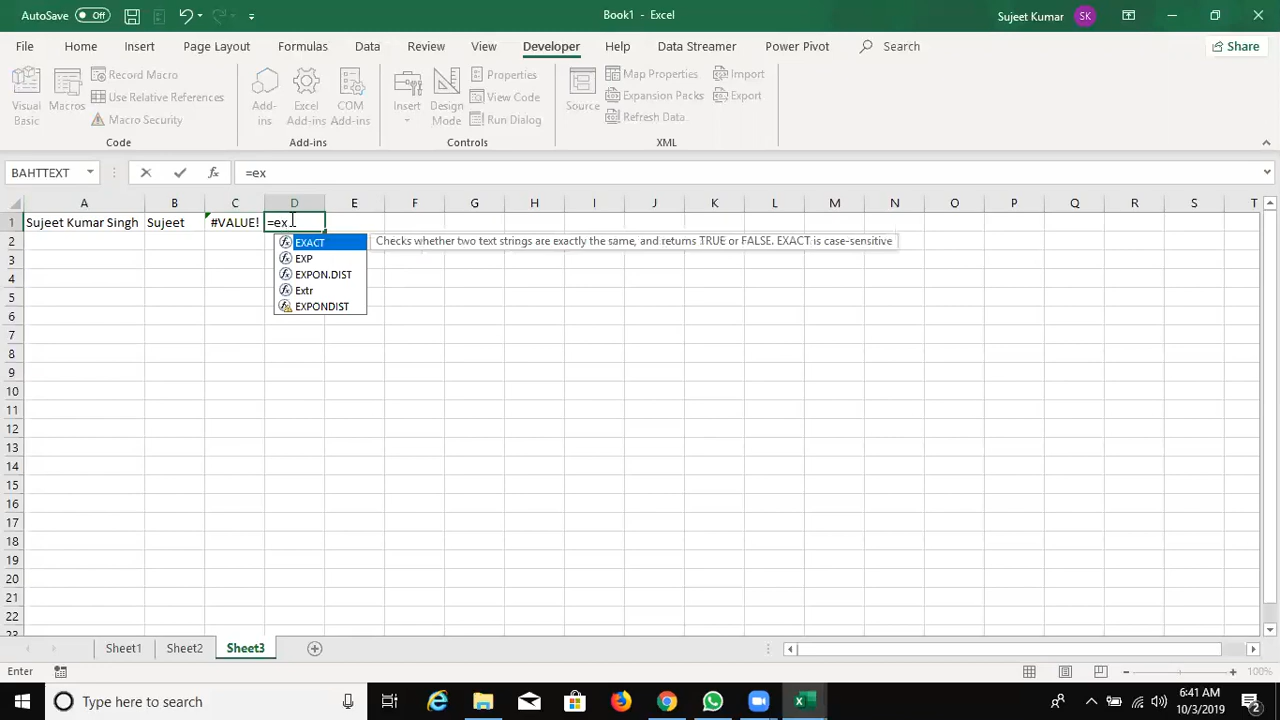 AutoSave Off Book1 - Excel Sujeet Kumar SK
File Home Insert Page Layout Formulas Data Review View Developer Help Data Streamer Power Pivot Search Share
Visual Basic
Macros
Record Macro
Use Relative References
Macro Security
Code
Add-ins
Excel Add-ins
COM Add-ins
Add-ins
Insert
Design Mode
Properties
View Code
Run Dialog
Controls
Source
Map Properties
Expansion Packs
Refresh Data
Import
Export
XML
BAHTTEXT fx =ex
A B C D E F G H I J K L M N O P Q R S T
1 Sujeet Kumar Singh Sujeet #VALUE! =ex
2 EXACT Checks whether two text strings are exactly the same, and returns TRUE or FALSE. EXACT is case-sensitive
3 EXP
4 EXPON.DIST
5 Extr
6 EXPONDIST
7
8
9
10
11
12
13
14
15
16
17
18
19
20
21
22
23
Sheet1 Sheet2 Sheet3
Enter 100%
Type here to search 6:41 AM
10/3/2019 2